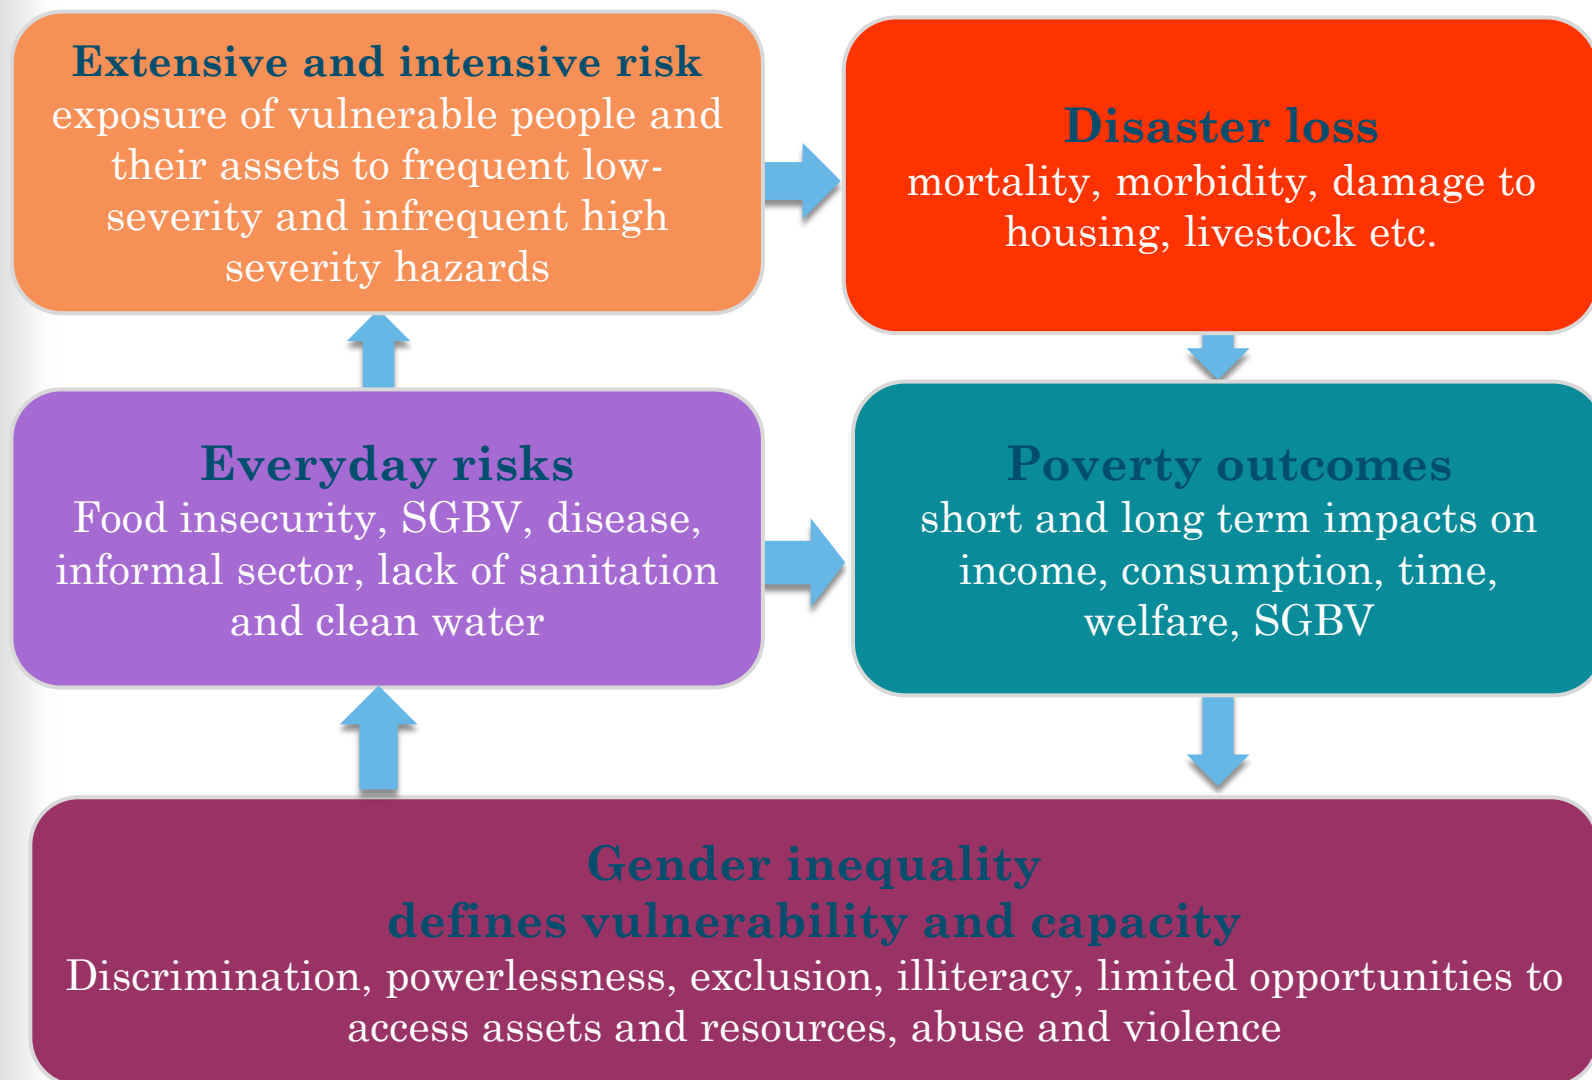 Extensive and intensive risk
exposure of vulnerable people and
their assets to frequent low-
severity and infrequent high
severity hazards
Disaster loss
mortality, morbidity, damage to
housing, livestock etc.
Everyday risks
Food insecurity, SGBV, disease,
informal sector, lack of sanitation
and clean water
Poverty outcomes
short and long term impacts on
income, consumption, time,
welfare, SGBV
Gender inequality
defines vulnerability and capacity
Discrimination, powerlessness, exclusion, illiteracy, limited opportunities to
access assets and resources, abuse and violence